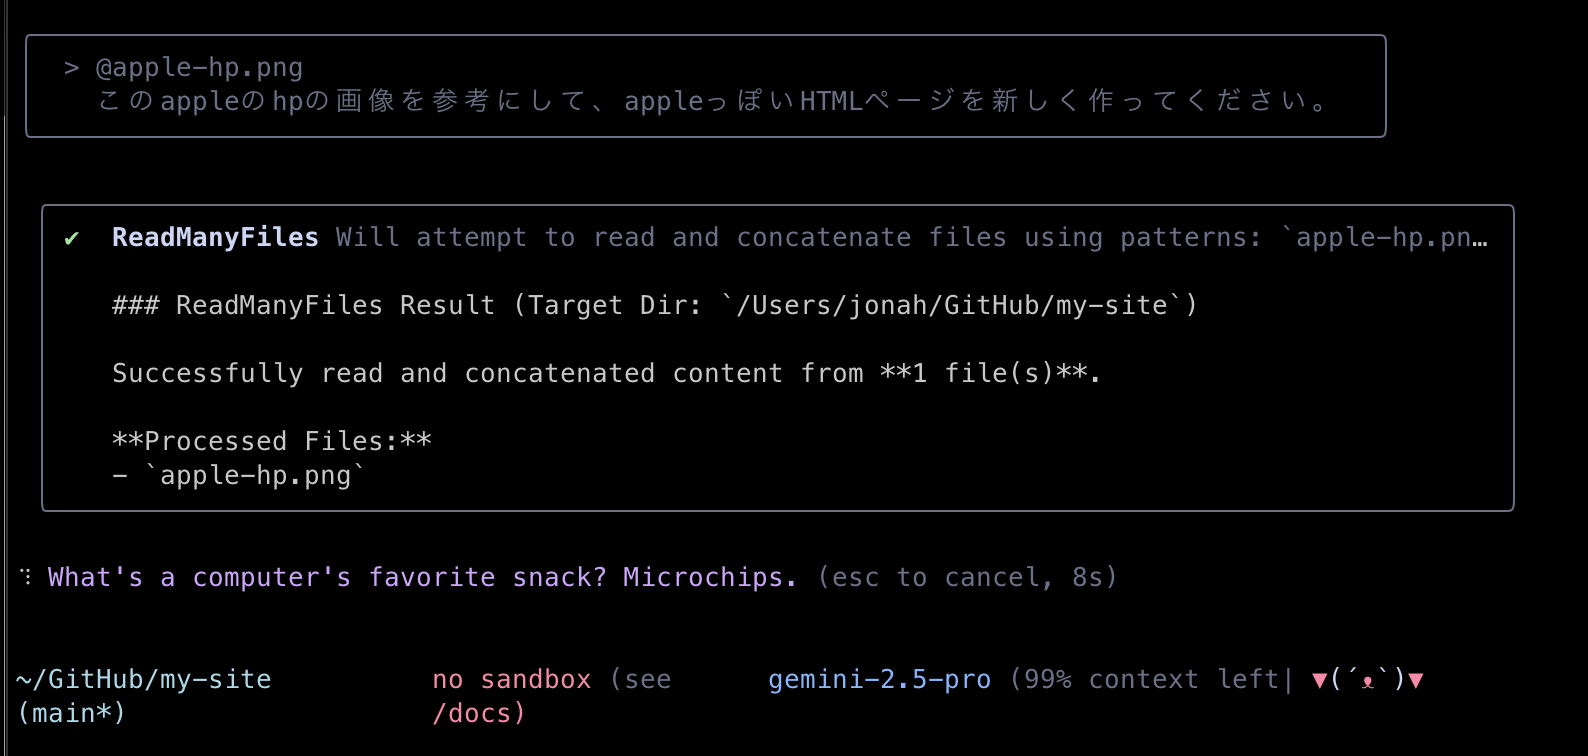 > @apple-hp.png
このappleのhpの画像を参考にして、appleっぽいHTMLページを新しく作ってください。
✔ ReadManyFiles Will attempt to read and concatenate files using patterns: `apple-hp.pn…
### ReadManyFiles Result (Target Dir: `/Users/jonah/GitHub/my-site`)
Successfully read and concatenated content from **1 file(s)**.
**Processed Files:**
- `apple-hp.png`
What's a computer's favorite snack? Microchips. (esc to cancel, 8s)
~/GitHub/my-site no sandbox (see gemini-2.5-pro (99% context left| ▼(´ᴥ`)▼
(main*) /docs)